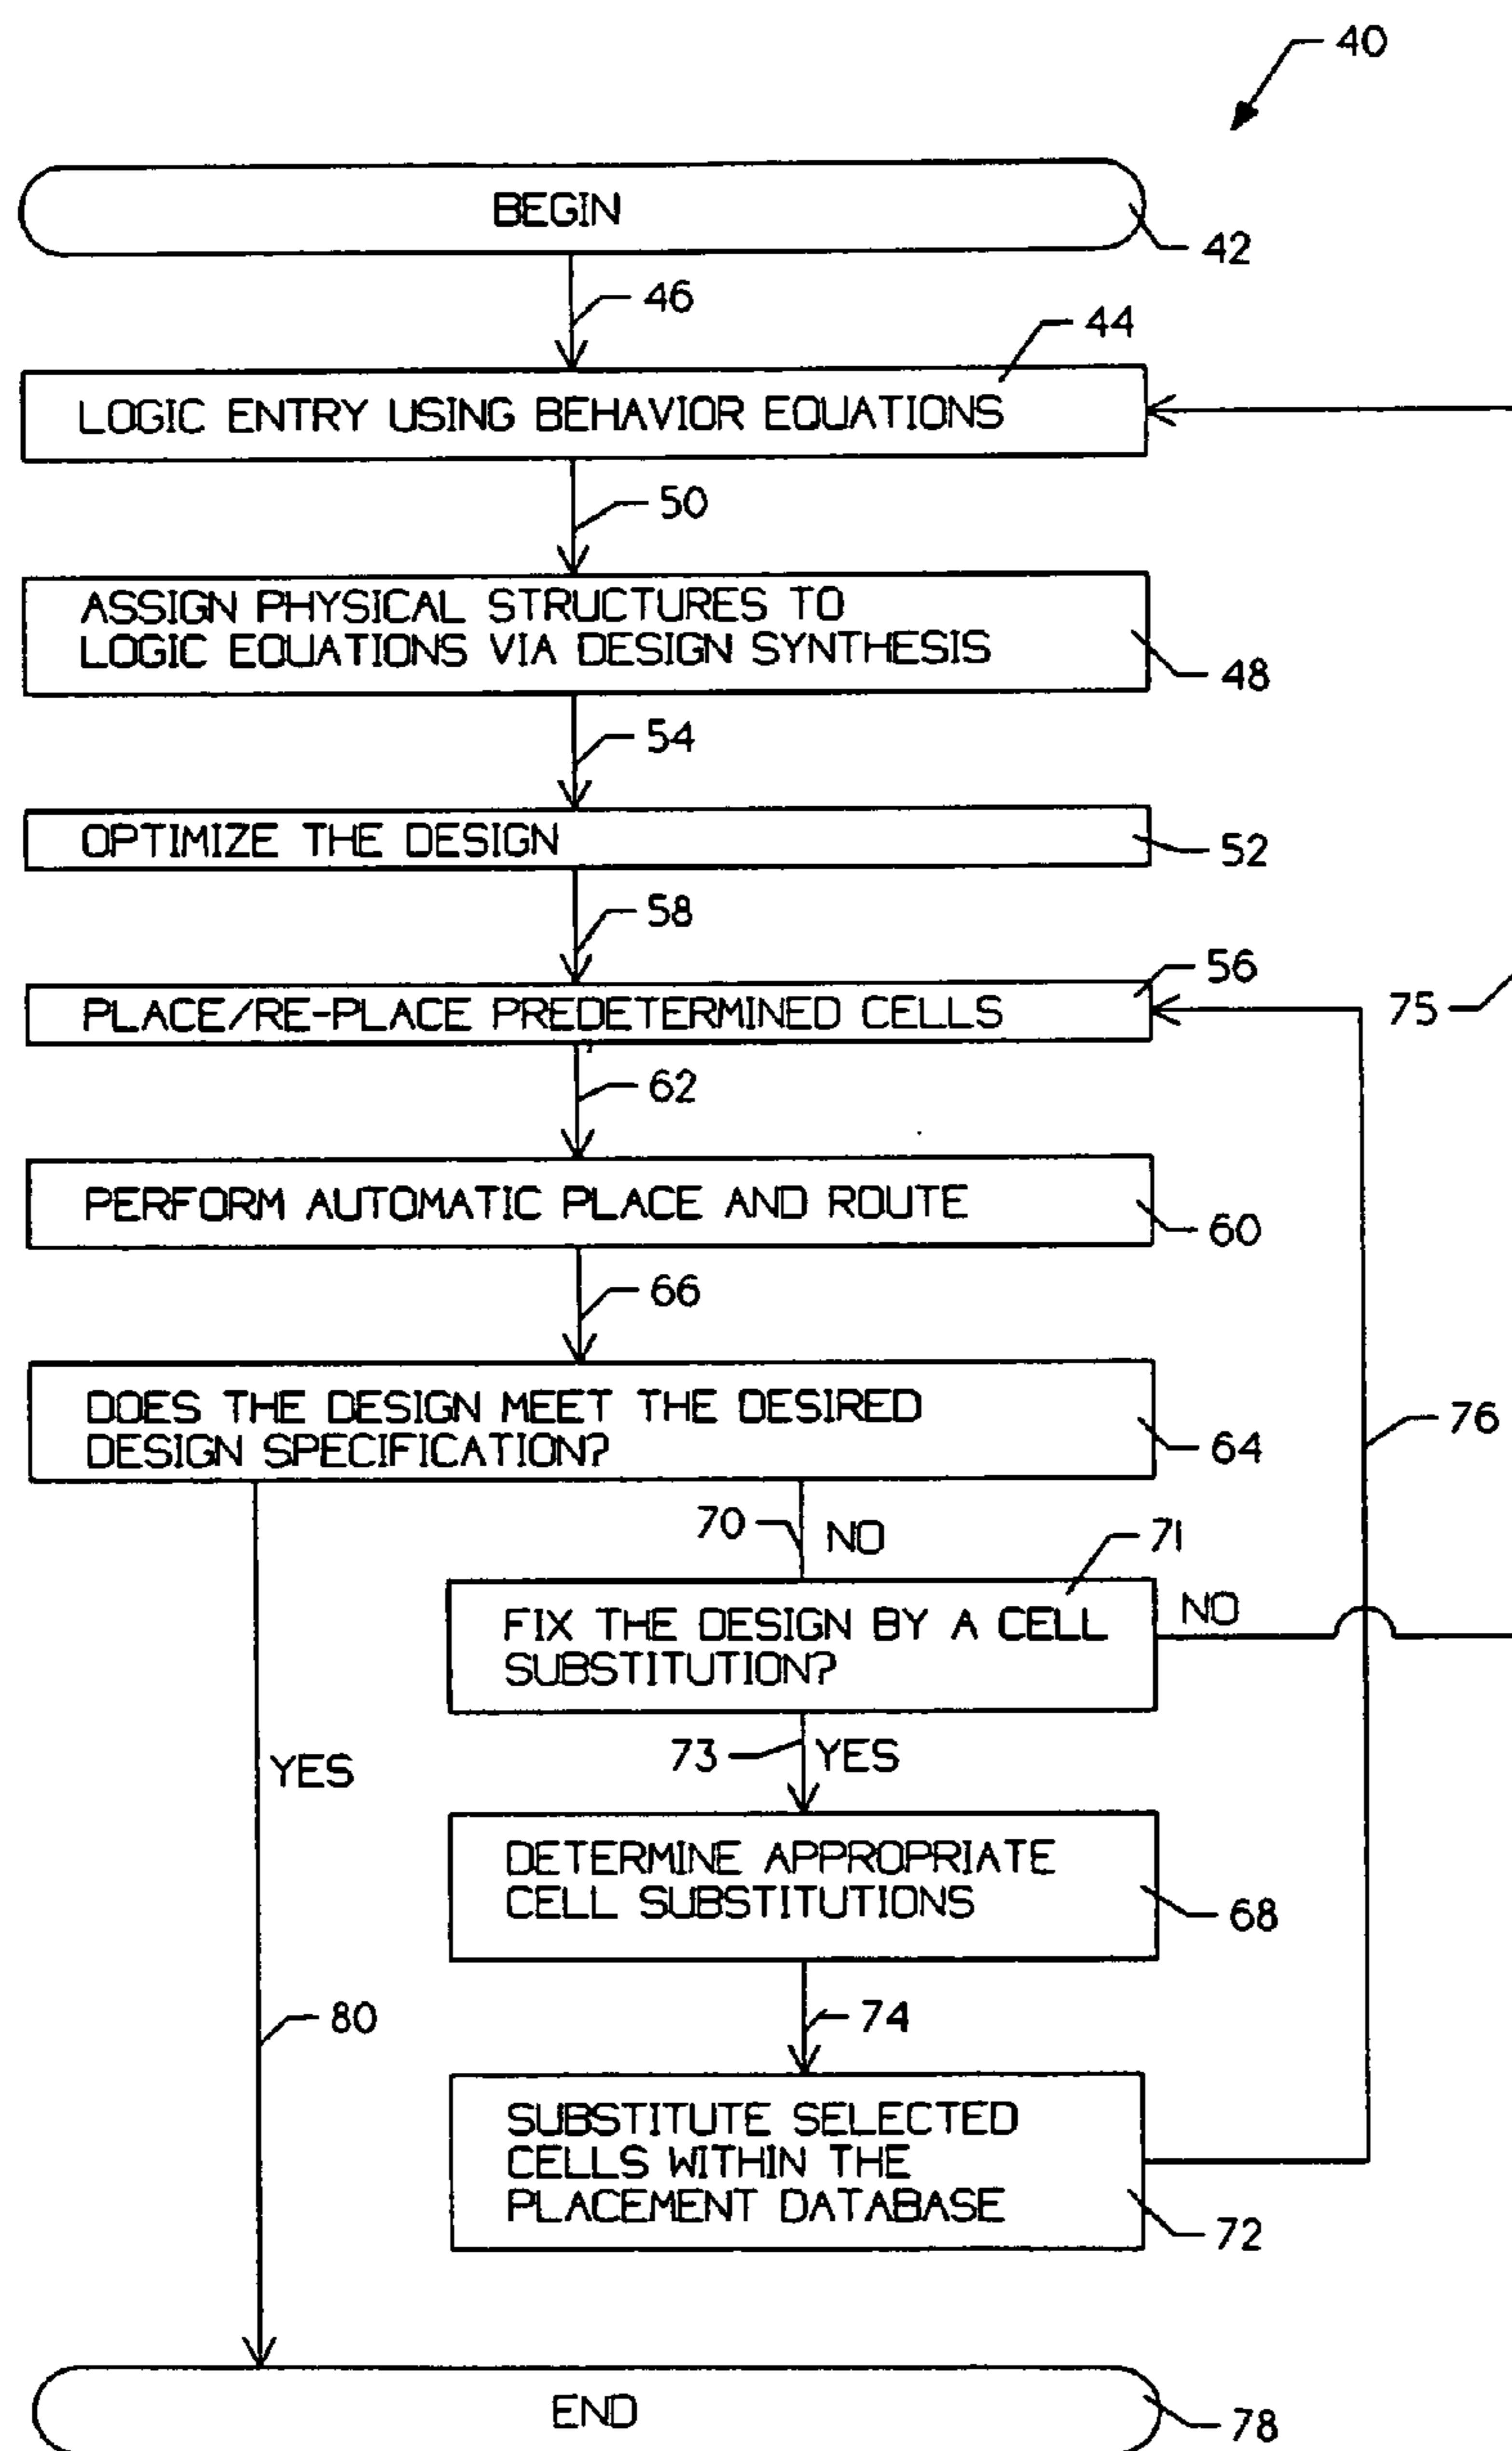 40
BEGIN
42
46
44
LOGIC ENTRY USING BEHAVIOR EQUATIONS
50
ASSIGN PHYSICAL STRUCTURES TO
LOGIC EQUATIONS VIA DESIGN SYNTHESIS
48
54
OPTIMIZE THE DESIGN
52
58
56
PLACE/RE-PLACE PREDETERMINED CELLS
75
62
PERFORM AUTOMATIC PLACE AND ROUTE
60
66
DOES THE DESIGN MEET THE DESIRED
DESIGN SPECIFICATION?
64
76
70 NO
71
FIX THE DESIGN BY A CELL
SUBSTITUTION?
NO
73 YES
YES
DETERMINE APPROPRIATE
CELL SUBSTITUTIONS
68
80
74
SUBSTITUTE SELECTED
CELLS WITHIN THE
PLACEMENT DATABASE
72
END
78